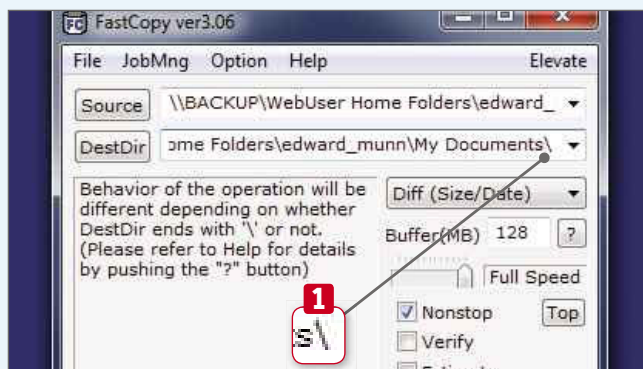 FC FastCopy ver3.06
File JobMng Option Help Elevate
Source \\BACKUP\WebUser Home Folders\edward_
DestDir ome Folders\edward_munn\My Documents\
Behavior of the operation will be
different depending on whether
DestDir ends with '\' or not.
(Please refer to Help for details
by pushing the "?" button)
Diff (Size/Date)
Buffer(MB) 128 ?
Full Speed
1
s\
Nonstop Top
Verify